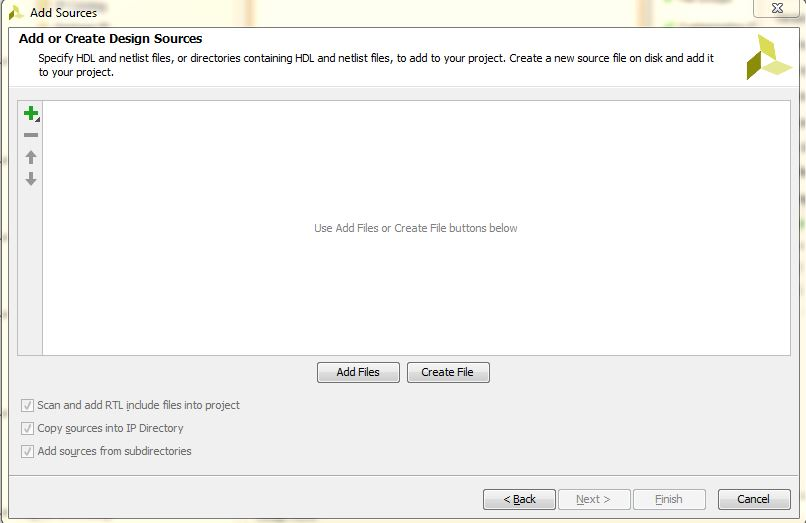 Add Sources
Add or Create Design Sources
Specify HDL and netlist files, or directories containing HDL and netlist files, to add to your project. Create a new source file on disk and add it
to your project.
Use Add Files or Create File buttons below
Add Files
Create File
Scan and add RTL include files into project
Copy sources into IP Directory
Add sources from subdirectories
< Back
Next >
Finish
Cancel